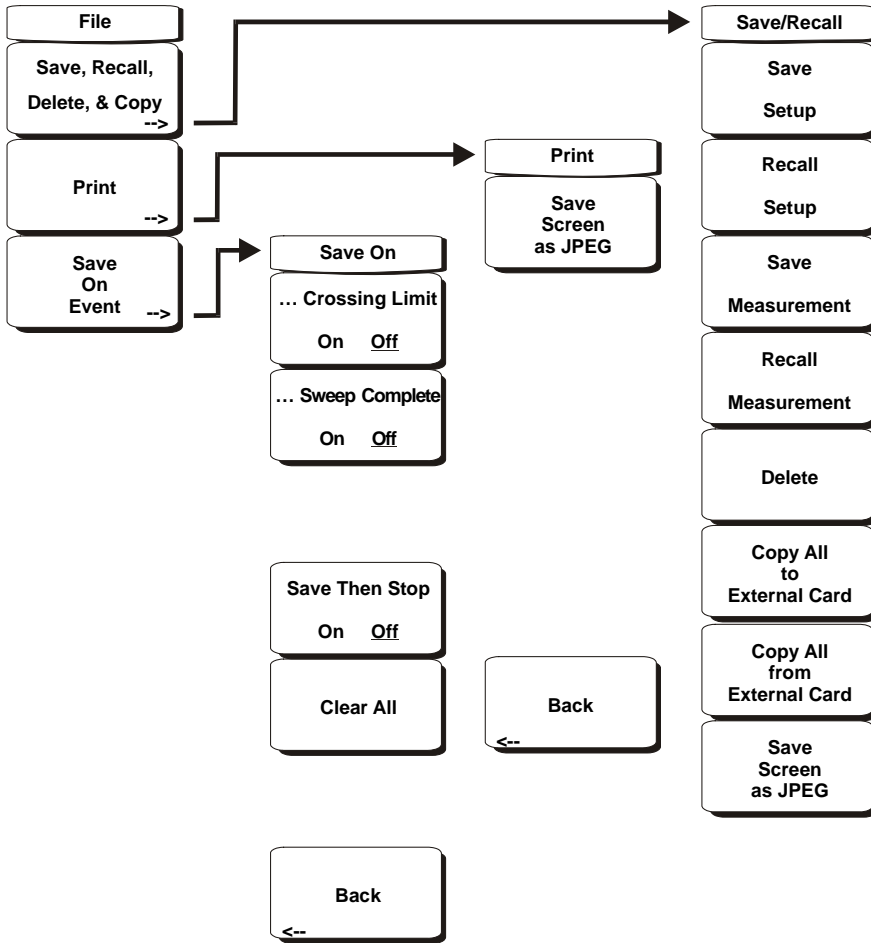 File
Save, Recall,
Delete, & Copy
-->
Print
-->
Save
On
Event
-->
Save On
... Crossing Limit
On Off
... Sweep Complete
On Off
Save Then Stop
On Off
Clear All
Back
<--
Print
Save
Screen
as JPEG
Back
<--
Save/Recall
Save
Setup
Recall
Setup
Save
Measurement
Recall
Measurement
Delete
Copy All
to
External Card
Copy All
from
External Card
Save
Screen
as JPEG